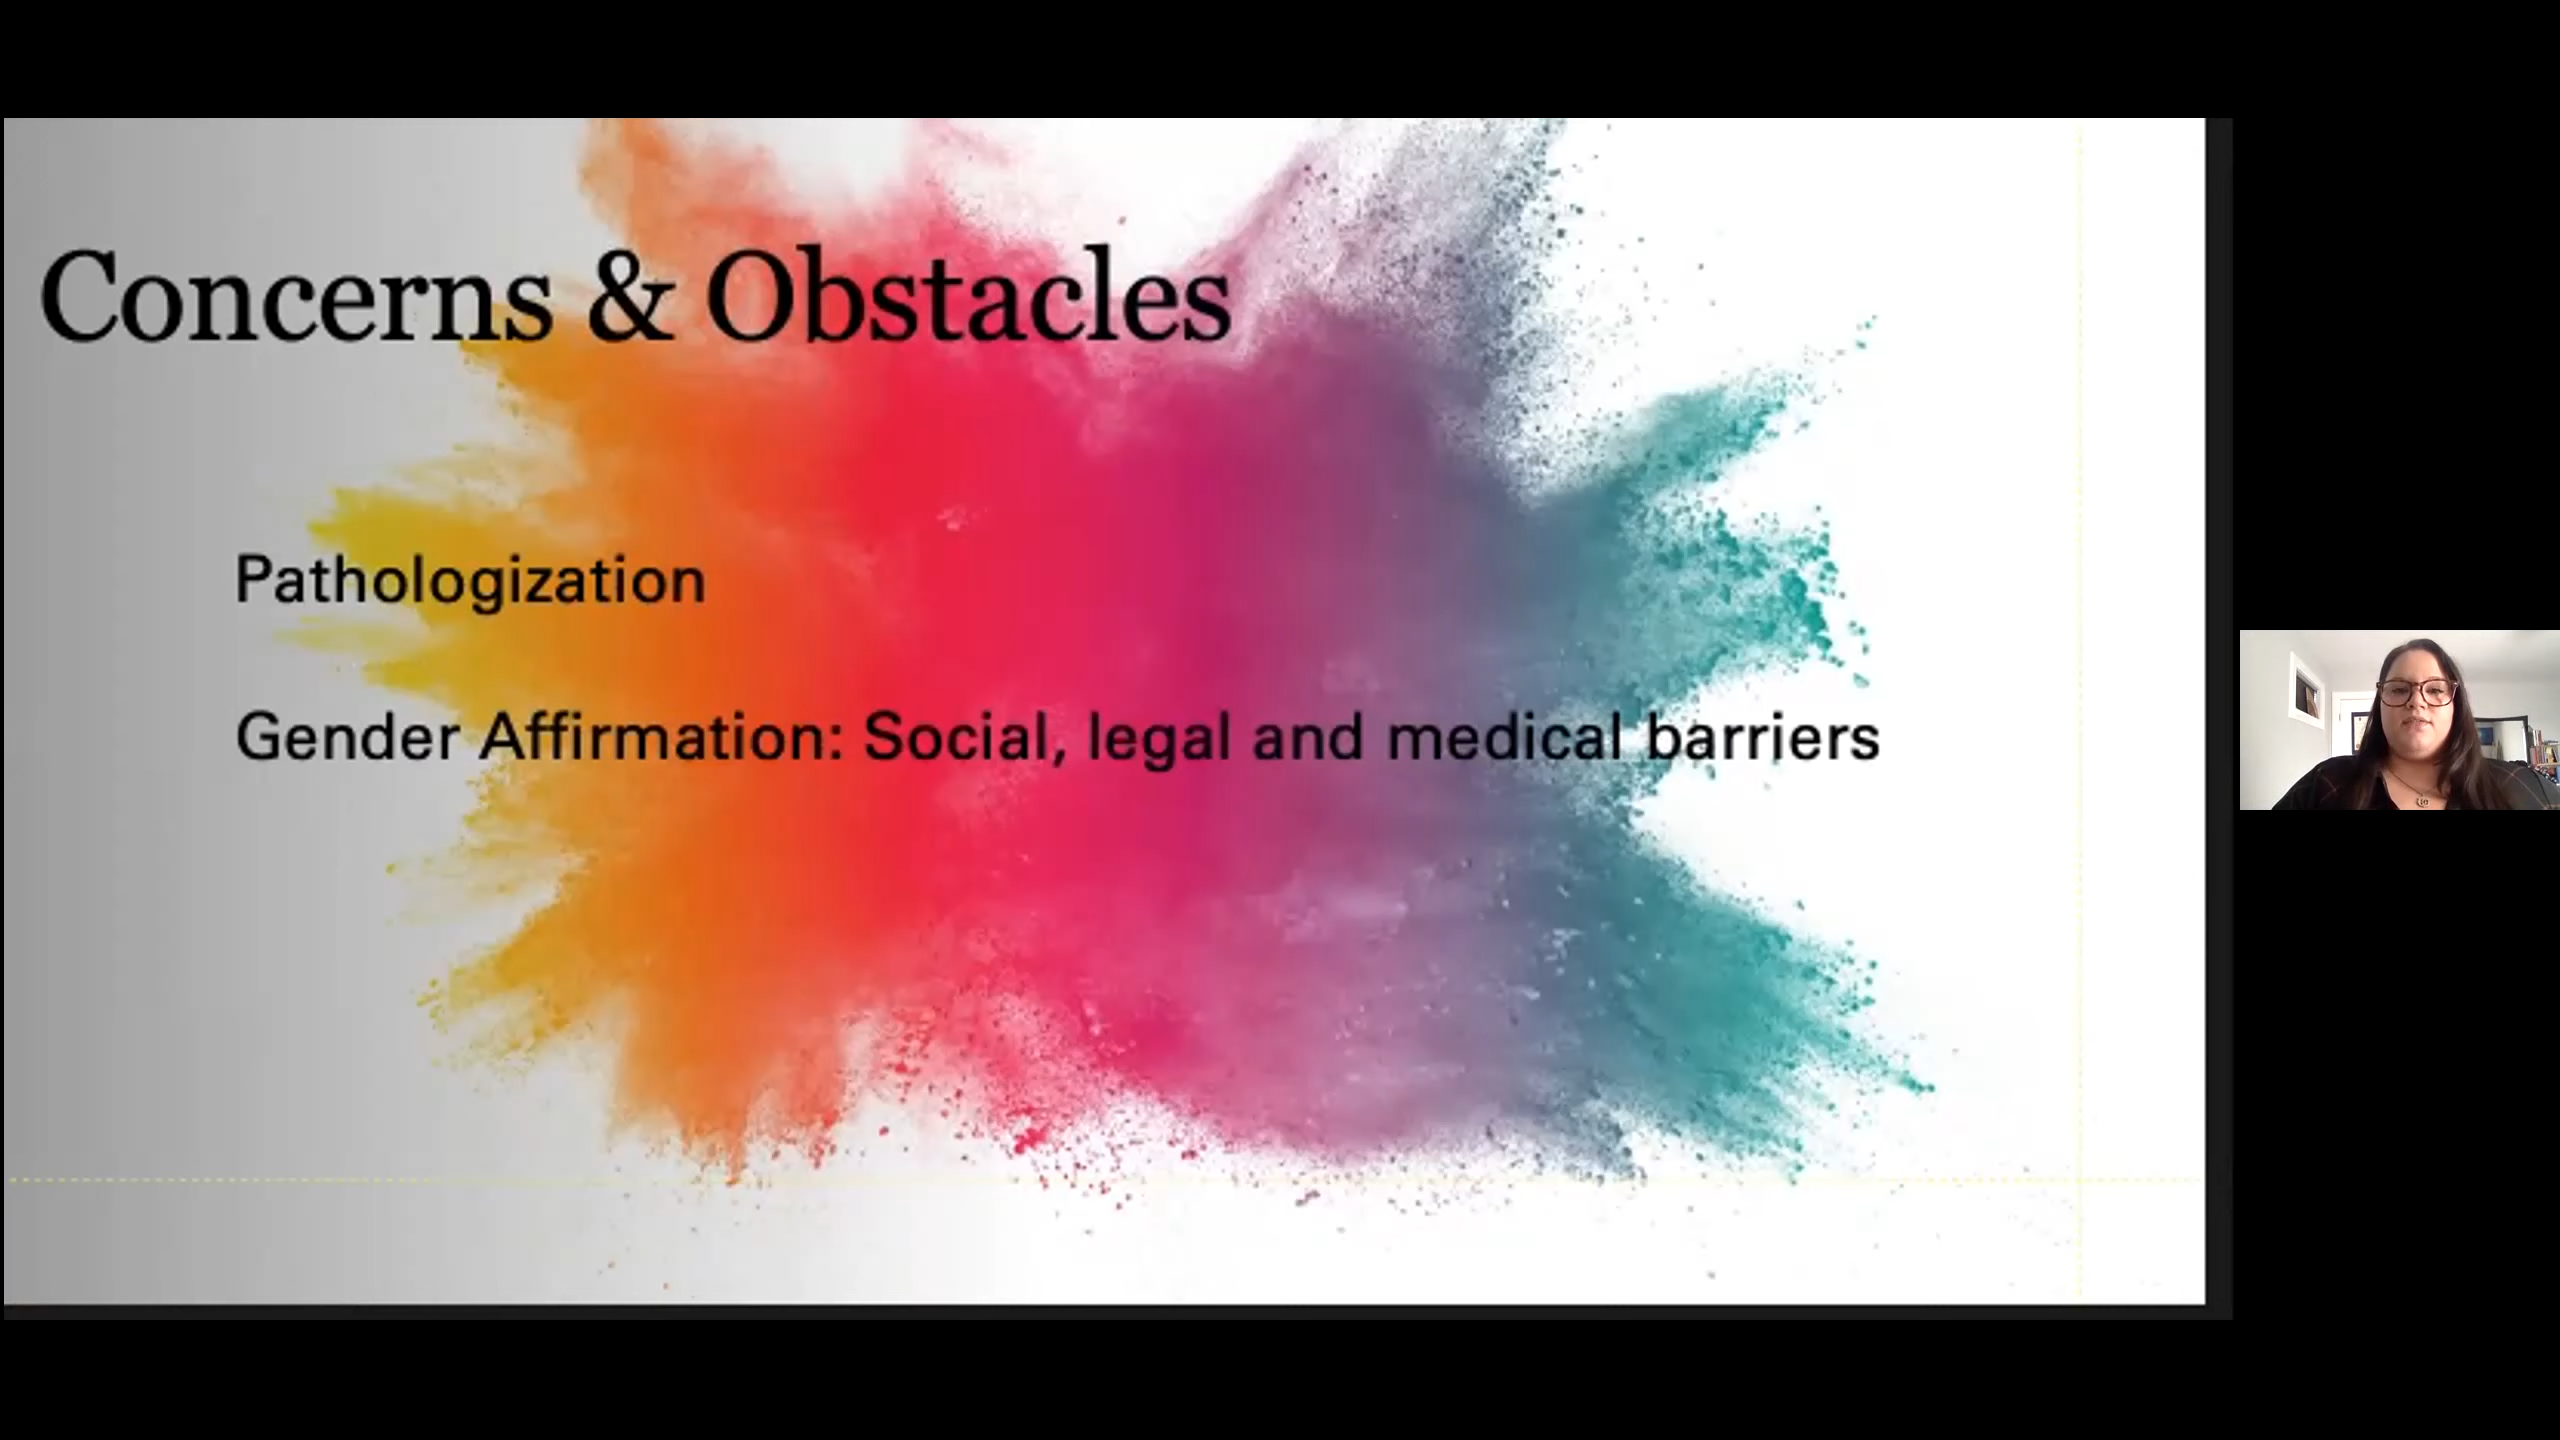 Concerns & Obstacles
Pathologization
Gender Affirmation: Social, legal and medical barriers